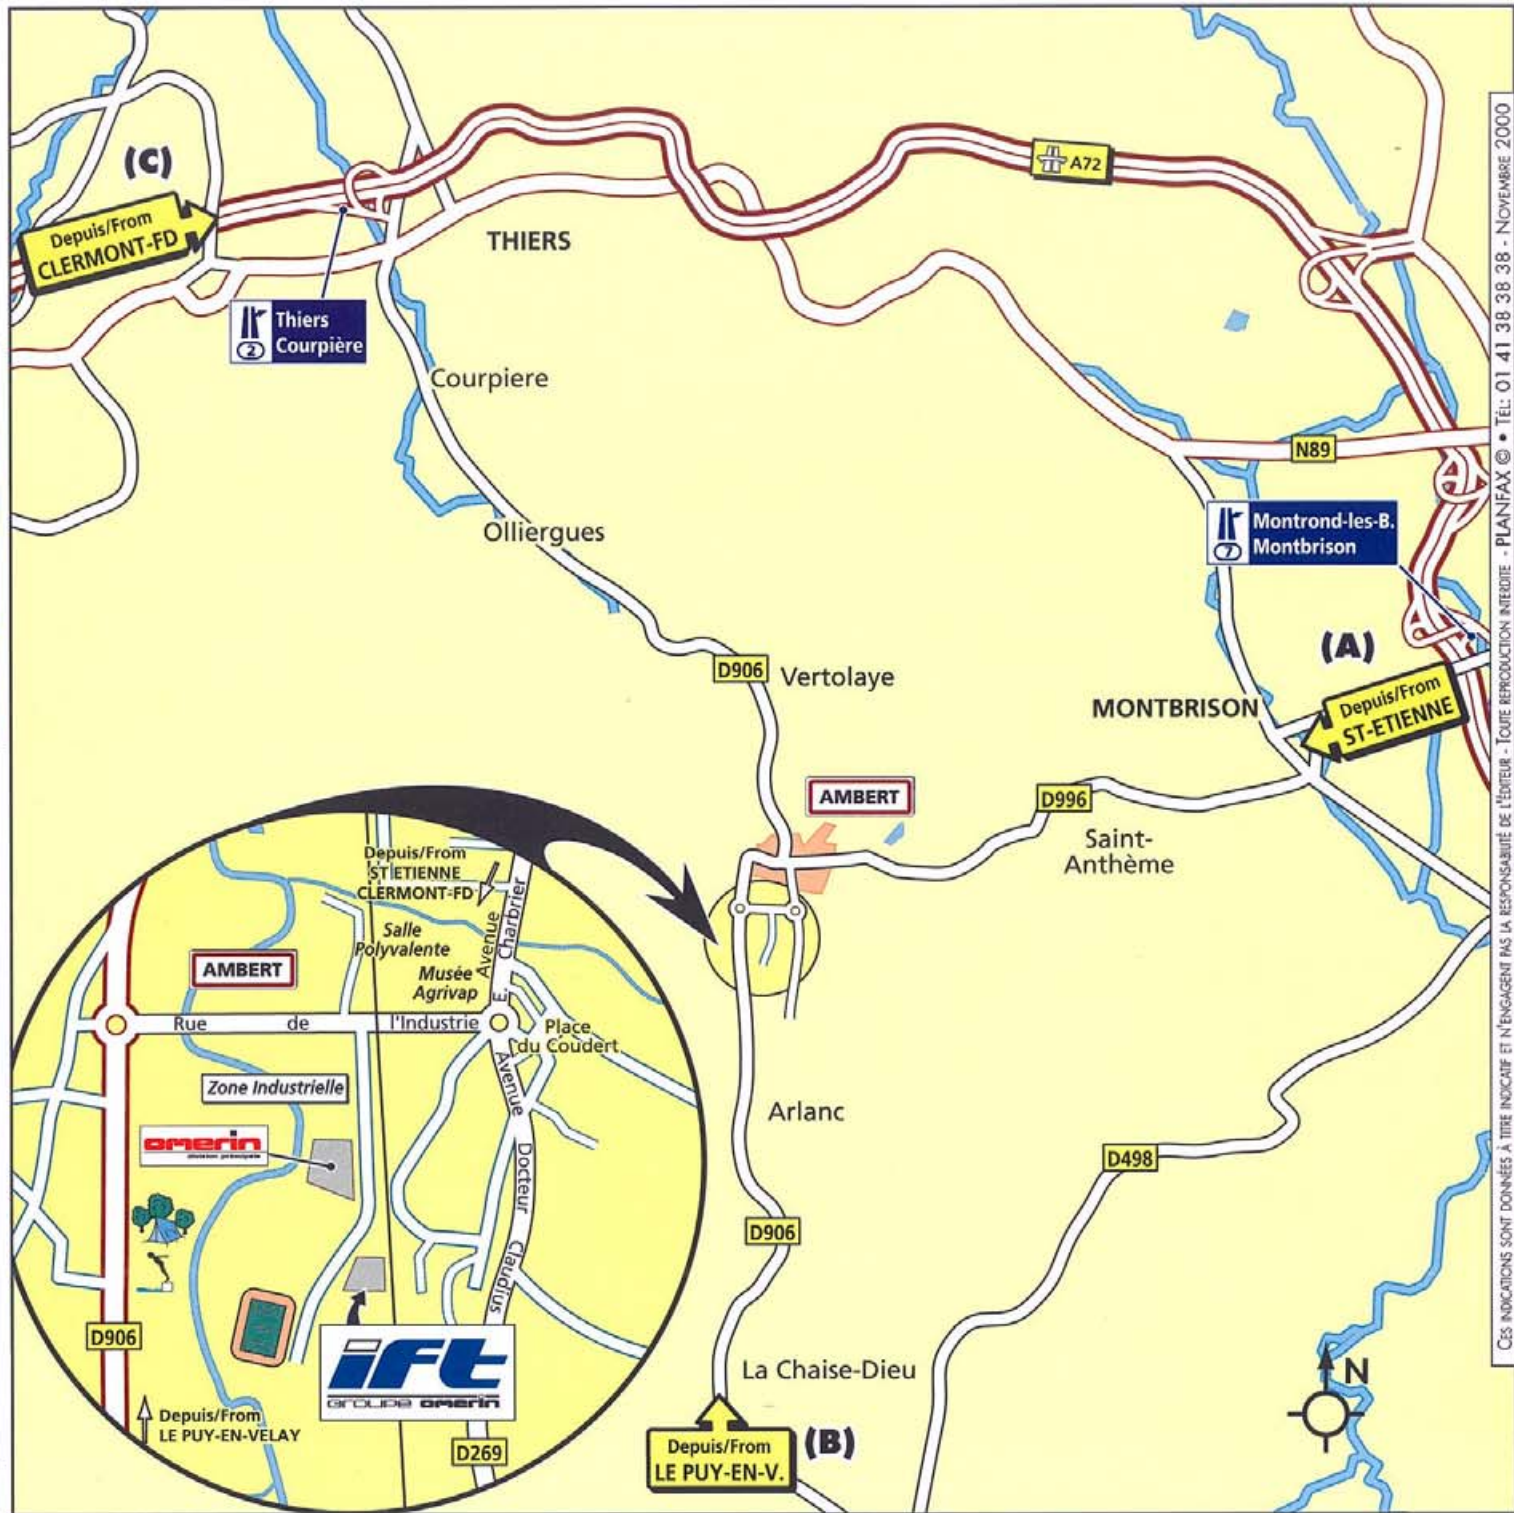 (C)
Depuis/From
CLERMONT-FD
A72
THIERS
2
Thiers
Courpière
Courpiere
Olliergues
N89
7
Montrond-les-B.
Montbrison
(A)
Depuis/From
ST-ETIENNE
D906
Vertolaye
MONTBRISON
AMBERT
D996
Saint-
Anthème
Arlanc
D498
D906
La Chaise-Dieu
(B)
Depuis/From
LE PUY-EN-V.
N
Depuis/From
ST ETIENNE
CLERMONT-FD
Avenue
E. Charbrier
Salle
Polyvalente
Musée
Agrivap
AMBERT
Rue de l'Industrie
Place
du Coudert
Zone Industrielle
omerin
division principale
Avenue Docteur Claudius
D906
ift
GROUPE omerin
Depuis/From
LE PUY-EN-VELAY
D269
CES INDICATIONS SONT DONNÉES À TITRE INDICATIF ET N'ENGAGENT PAS LA RESPONSABILITÉ DE L'ÉDITEUR - TOUTE REPRODUCTION INTERDITE - PLANFAX © • TÉL: 01 41 38 38 38 - NOVEMBRE 2000